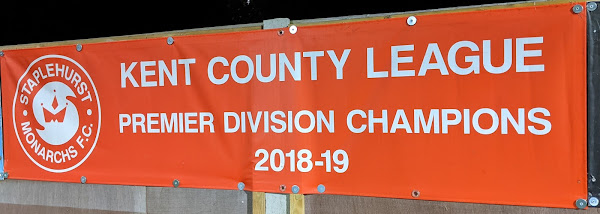 STAPLEHURST
MONARCHS F.C.
KENT COUNTY LEAGUE
PREMIER DIVISION CHAMPIONS
2018-19